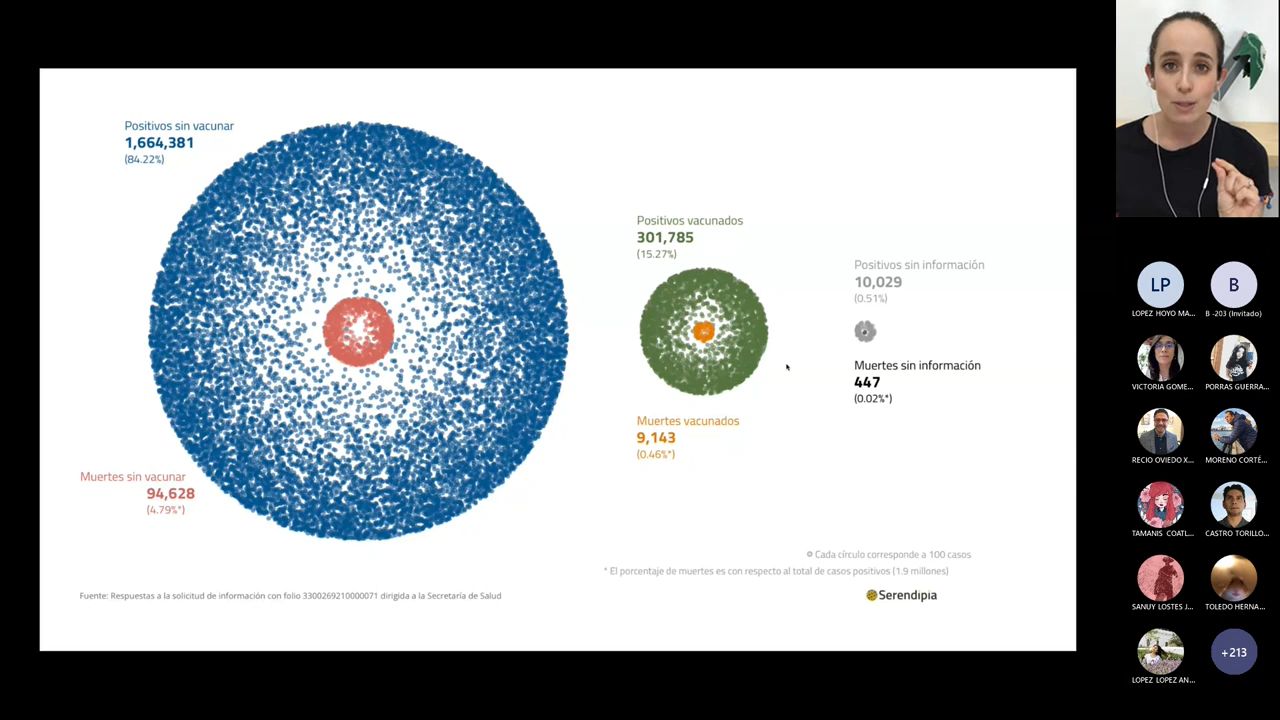 Positivos sin vacunar
1,664,381
(84.22%)
Positivos vacunados
301,785
(15.27%)
Positivos sin información
10,029
(0.51%)
Muertes sin información
447
(0.02%*)
Muertes vacunados
9,143
(0.46%*)
Muertes sin vacunar
94,628
(4.79%*)
Cada círculo corresponde a 100 casos
* El porcentaje de muertes es con respecto al total de casos positivos (1.9 millones)
Fuente: Respuestas a la solicitud de información con folio 3300269210000071 dirigida a la Secretaría de Salud
Serendipia
LP
B
LOPEZ HOYO MA...
B -203 (Invitado)
VICTORIA GOME...
PORRAS GUERRA...
RECIO OVIEDO X...
MORENO CORTÉ...
TAMANIS COATL...
CASTRO TORILLO...
SANUY LOSTES J...
TOLEDO HERNA...
LOPEZ LOPEZ AN...
+213